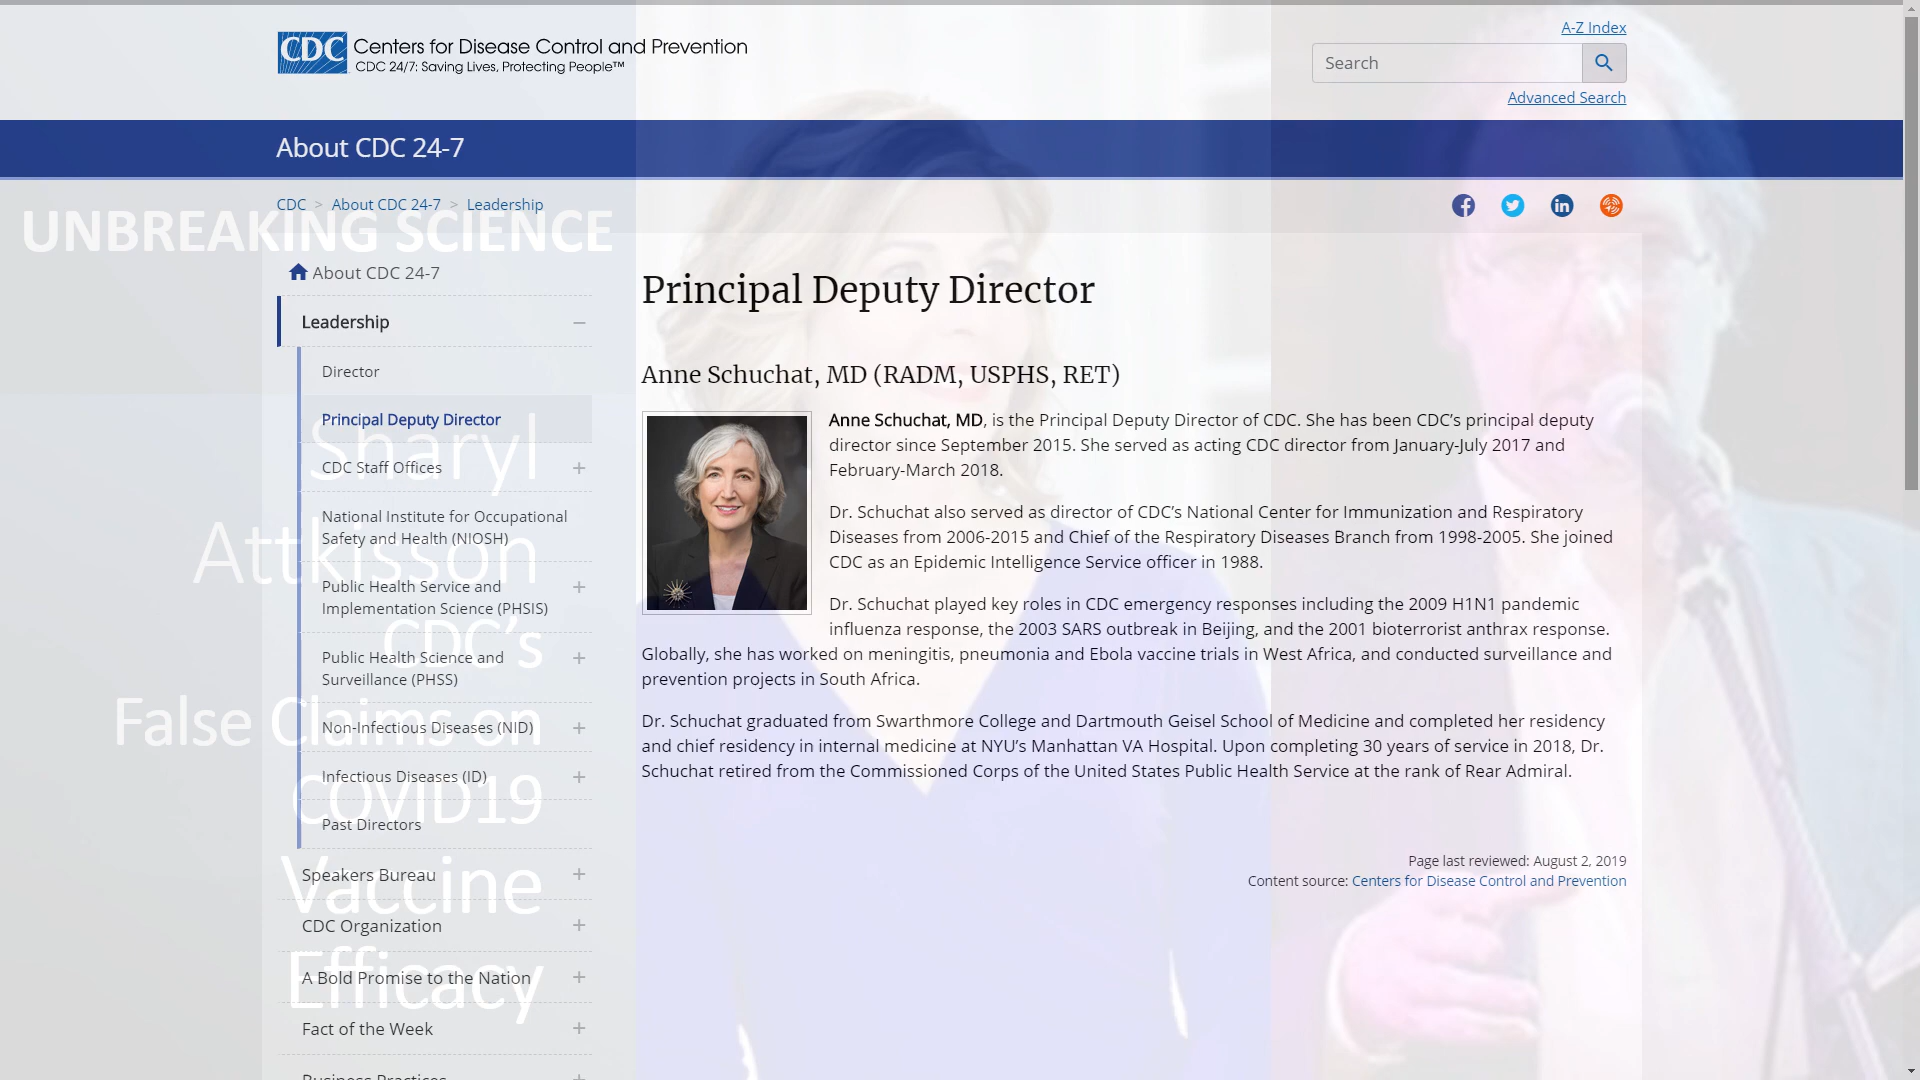 A-Z Index
CDC Centers for Disease Control and Prevention
CDC 24/7: Saving Lives, Protecting People™
Search
Advanced Search
About CDC 24-7
CDC > About CDC 24-7 > Leadership
UNBREAKING SCIENCE
About CDC 24-7
Leadership
Director
Principal Deputy Director
CDC Staff Offices
National Institute for Occupational
Safety and Health (NIOSH)
Public Health Service and
Implementation Science (PHSIS)
Public Health Science and
Surveillance (PHSS)
Non-Infectious Diseases (NID)
Infectious Diseases (ID)
Past Directors
Speakers Bureau
CDC Organization
A Bold Promise to the Nation
Fact of the Week
Business Practices
Sharyl
Attkisson
CDC's
False Claims on
COVID19
Vaccine
Efficacy
Principal Deputy Director
Anne Schuchat, MD (RADM, USPHS, RET)
Anne Schuchat, MD, is the Principal Deputy Director of CDC. She has been CDC's principal deputy
director since September 2015. She served as acting CDC director from January-July 2017 and
February-March 2018.
Dr. Schuchat also served as director of CDC's National Center for Immunization and Respiratory
Diseases from 2006-2015 and Chief of the Respiratory Diseases Branch from 1998-2005. She joined
CDC as an Epidemic Intelligence Service officer in 1988.
Dr. Schuchat played key roles in CDC emergency responses including the 2009 H1N1 pandemic
influenza response, the 2003 SARS outbreak in Beijing, and the 2001 bioterrorist anthrax response.
Globally, she has worked on meningitis, pneumonia and Ebola vaccine trials in West Africa, and conducted surveillance and
prevention projects in South Africa.
Dr. Schuchat graduated from Swarthmore College and Dartmouth Geisel School of Medicine and completed her residency
and chief residency in internal medicine at NYU's Manhattan VA Hospital. Upon completing 30 years of service in 2018, Dr.
Schuchat retired from the Commissioned Corps of the United States Public Health Service at the rank of Rear Admiral.
Page last reviewed: August 2, 2019
Content source: Centers for Disease Control and Prevention